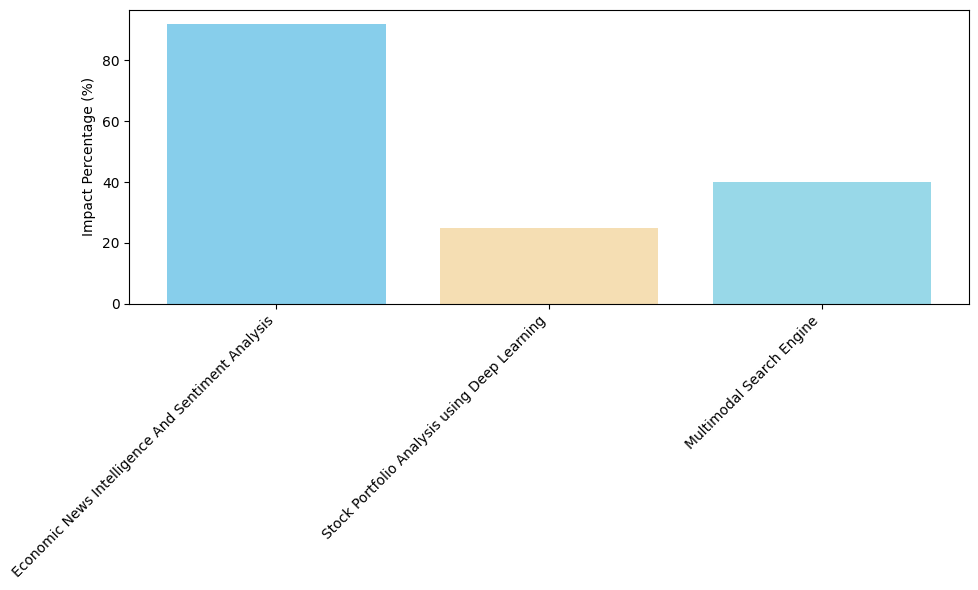 Impact Percentage (%)
80
60
40
20
0
Economic News Intelligence And Sentiment Analysis
Stock Portfolio Analysis using Deep Learning
Multimodal Search Engine